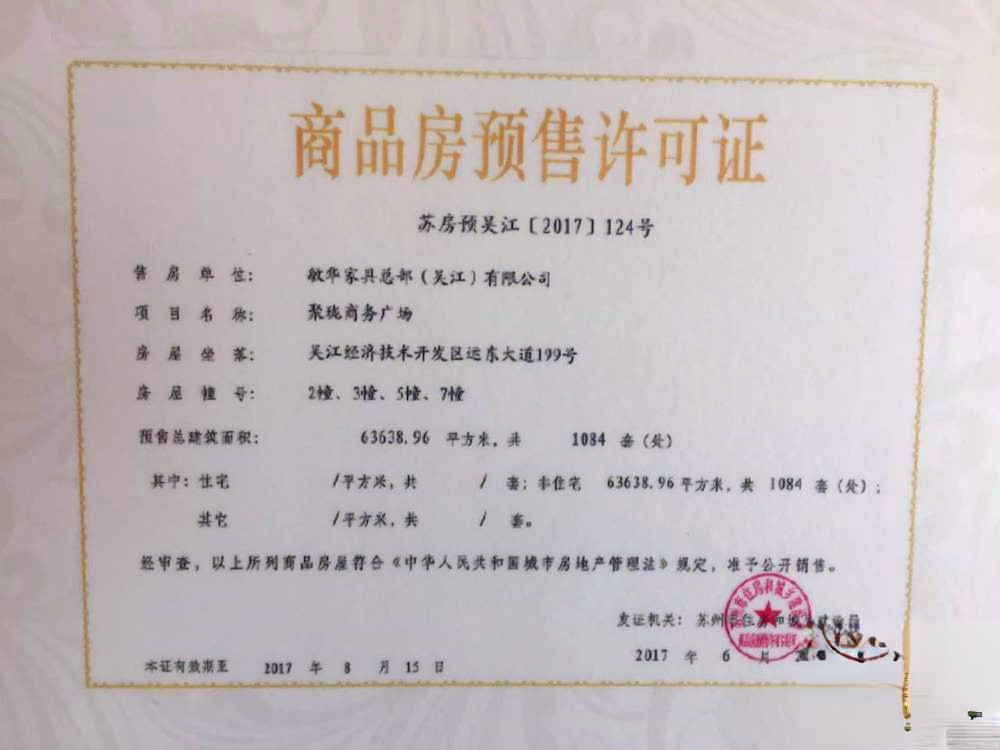 商品房预售许可证
苏房预吴江〔2017〕124号
售房单位： 敏华家具总部（吴江）有限公司
项目名称： 聚珑商务广场
房屋坐落： 吴江经济技术开发区运东大道199号
房屋幢号： 2幢、3幢、5幢、7幢
预售总建筑面积： 63638.96 平方米，共 1084 套（处）
其中：住宅 /平方米，共 / 套；非住宅 63638.96平方米，共 1084 套（处）；
其它 /平方米，共 / 套。
经审查，以上所列商品房屋符合《中华人民共和国城市房地产管理法》规定，准予公开销售。
发证机关： 苏州市住房和城
2017 年 6 月
本证有效期至 2017 年 8 月 15 日